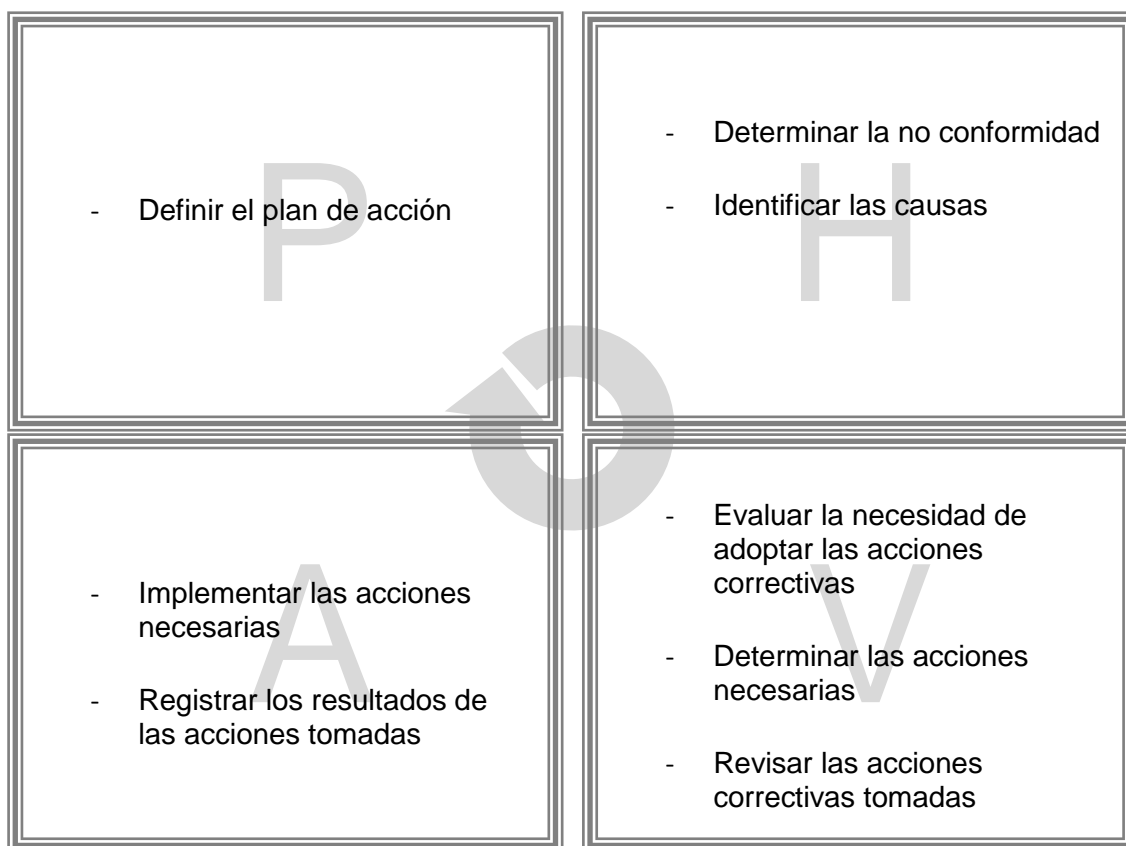 P
- Definir el plan de acción
H
- Determinar la no conformidad
- Identificar las causas
A
- Implementar las acciones
necesarias
- Registrar los resultados de
las acciones tomadas
V
- Evaluar la necesidad de
adoptar las acciones
correctivas
- Determinar las acciones
necesarias
- Revisar las acciones
correctivas tomadas